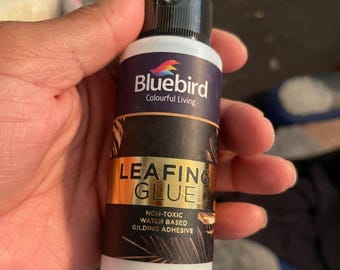 Bluebird
Colourful Living
LEAFING
GLUE
NON-TOXIC
WATER BASED
GILDING ADHESIVE